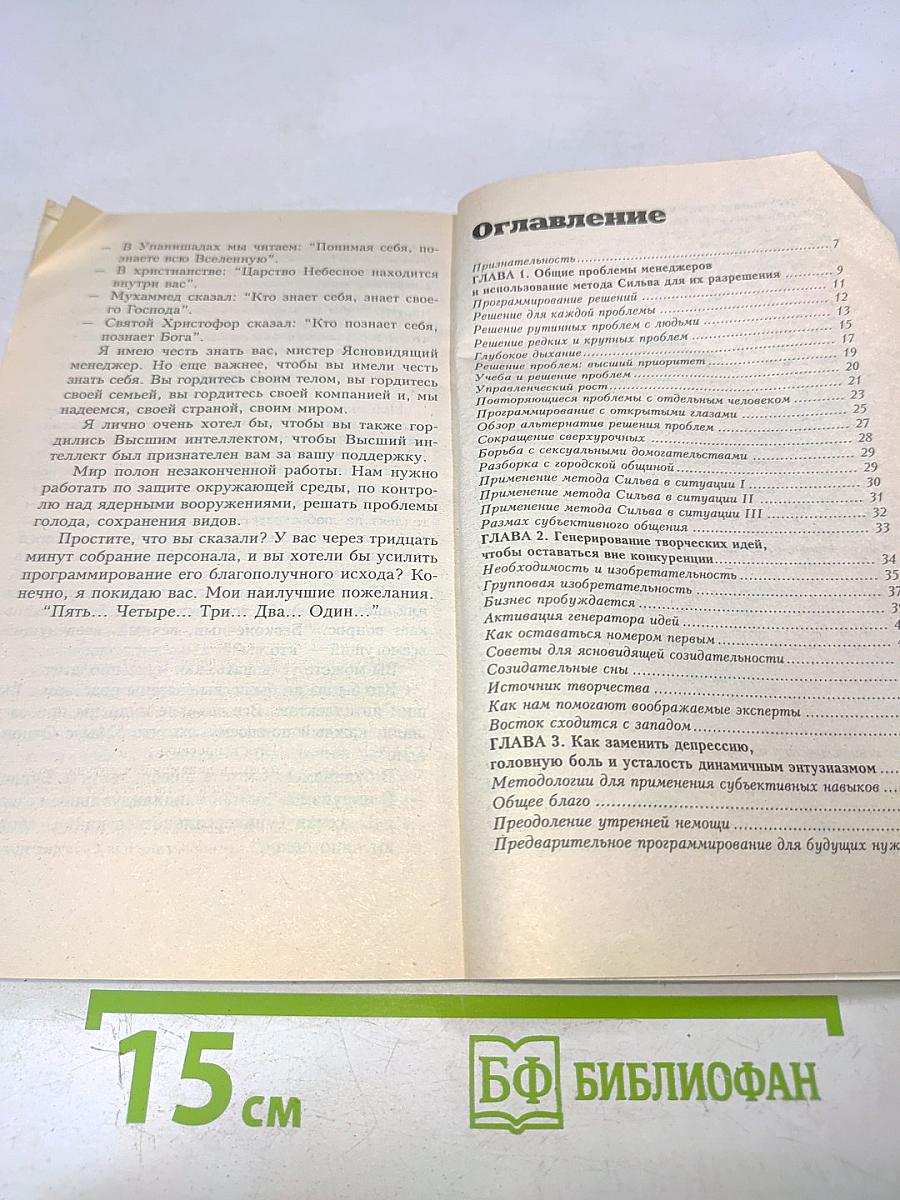 — В Упанишадах мы читаем: "Понимая себя, по-
знаете всю Вселенную".
— В христианстве: "Царство Небесное находится
внутри вас".
— Мухаммед сказал: "Кто знает себя, знает свое-
го Господа".
— Святой Христофор сказал: "Кто познает себя,
познает Бога".
Я имею честь знать вас, мистер Ясновидящий
менеджер. Но еще важнее, чтобы вы имели честь
знать себя. Вы гордитесь своим телом, вы гордитесь
своей семьей, вы гордитесь своей компанией и, мы
надеемся, своей страной, своим миром.
Я лично очень хотел бы, чтобы вы также гор-
дились Высшим интеллектом, чтобы Высший ин-
теллект был признателен вам за вашу поддержку.
Мир полон незаконченной работы. Нам нужно
работать по защите окружающей среды, по контро-
лю над ядерными вооружениями, решать проблемы
голода, сохранения видов.
Простите, что вы сказали? У вас через тридцать
минут собрание персонала, и вы хотели бы усилить
программирование его благополучного исхода? Ко-
нечно, я покидаю вас. Мои наилучшие пожелания.
"Пять... Четыре... Три... Два... Один..."
Оглавление
Признательность 7
ГЛАВА 1. Общие проблемы менеджеров
и использование метода Сильва для их разрешения 9
Программирование решений 11
Решение для каждой проблемы 12
Решение рутинных проблем с людьми 13
Решение редких и крупных проблем 15
Глубокое дыхание 17
Решение проблем: высший приоритет 19
Учеба и решение проблем 20
Управленческий рост 21
Повторяющиеся проблемы с отдельным человеком 23
Программирование с открытыми глазами 25
Обзор альтернатив решения проблем 27
Сокращение сверхурочных 28
Борьба с сексуальными домогательствами 29
Разборка с городской общиной 29
Применение метода Сильва в ситуации I 30
Применение метода Сильва в ситуации II 31
Применение метода Сильва в ситуации III 32
Размах субъективного общения 33
ГЛАВА 2. Генерирование творческих идей,
чтобы оставаться вне конкуренции 34
Необходимость и изобретательность 35
Групповая изобретательность 37
Бизнес пробуждается
Активация генератора идей
Как оставаться номером первым
Советы для ясновидящей созидательности
Созидательные сны
Источник творчества
Как нам помогают воображаемые эксперты
Восток сходится с западом
ГЛАВА 3. Как заменить депрессию,
головную боль и усталость динамичным энтузиазмом
Методологии для применения субъективных навыков
Общее благо
Преодоление утренней немощи
Предварительное программирование для будущих нуж
15 см
БФ БИБЛИОФАН